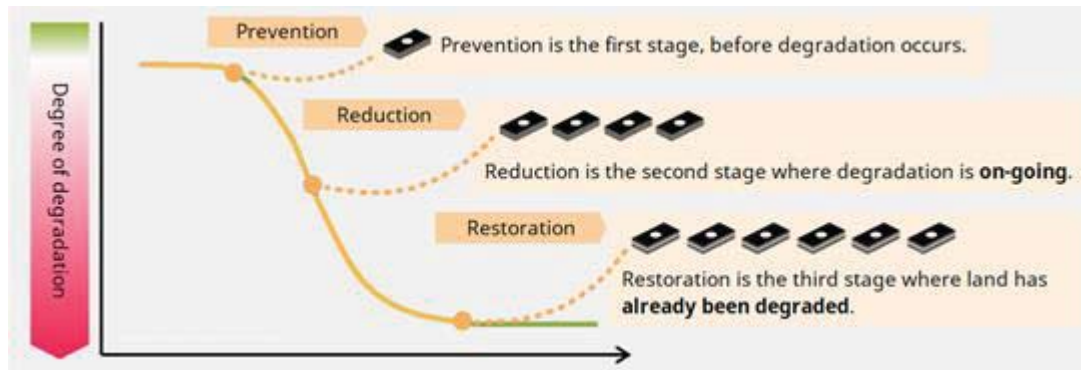 Prevention
Prevention is the first stage, before degradation occurs.
Reduction
Reduction is the second stage where degradation is on-going.
Restoration
Restoration is the third stage where land has
already been degraded.
Degree of degradation